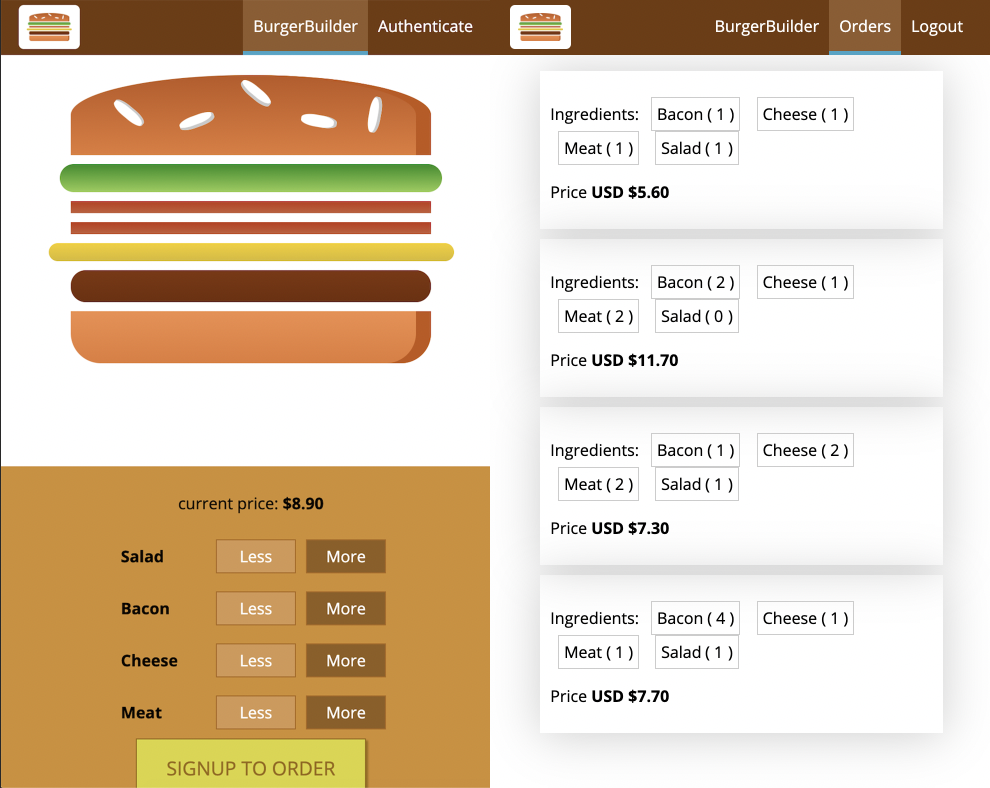 BurgerBuilder Authenticate
current price: $8.90
Salad Less More
Bacon Less More
Cheese Less More
Meat Less More
SIGNUP TO ORDER
BurgerBuilder Orders Logout
Ingredients: Bacon ( 1 ) Cheese ( 1 )
Meat ( 1 ) Salad ( 1 )
Price USD $5.60
Ingredients: Bacon ( 2 ) Cheese ( 1 )
Meat ( 2 ) Salad ( 0 )
Price USD $11.70
Ingredients: Bacon ( 1 ) Cheese ( 2 )
Meat ( 2 ) Salad ( 1 )
Price USD $7.30
Ingredients: Bacon ( 4 ) Cheese ( 1 )
Meat ( 1 ) Salad ( 1 )
Price USD $7.70